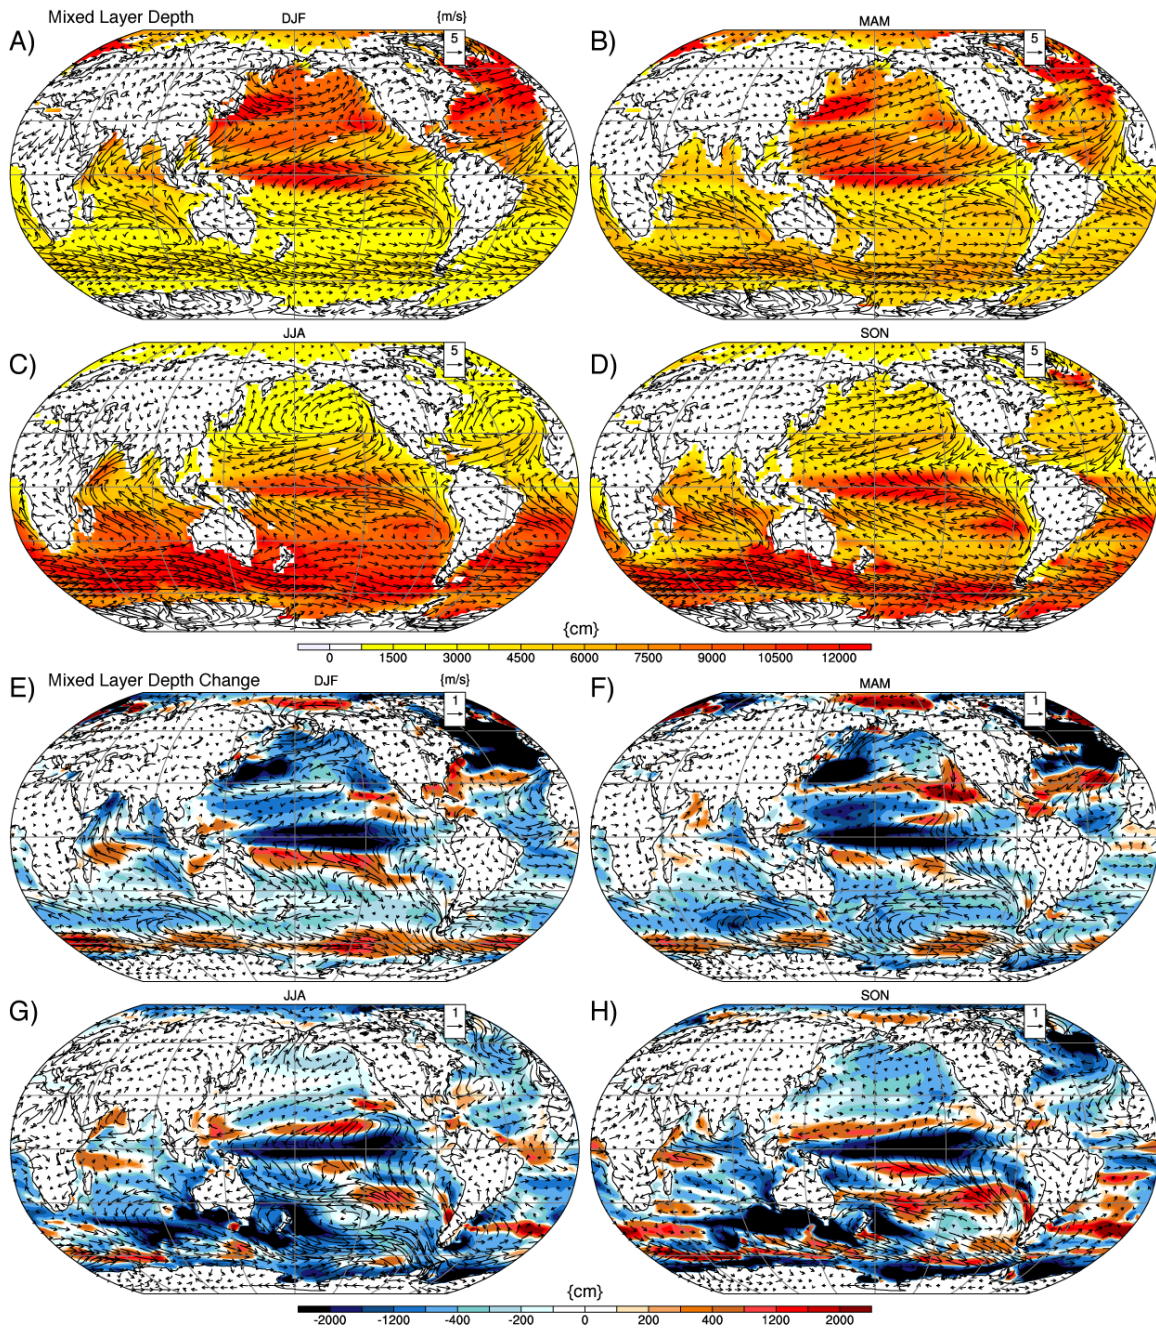 Mixed Layer Depth DJF {m/s} MAM
A) 5 B) 5
JJA SON
C) 5 D) 5
{cm}
0 1500 3000 4500 6000 7500 9000 10500 12000
E) Mixed Layer Depth Change DJF {m/s} F) MAM
1 1
G) JJA H) SON
1 1
{cm}
-2000 -1200 -400 -200 0 200 400 1200 2000